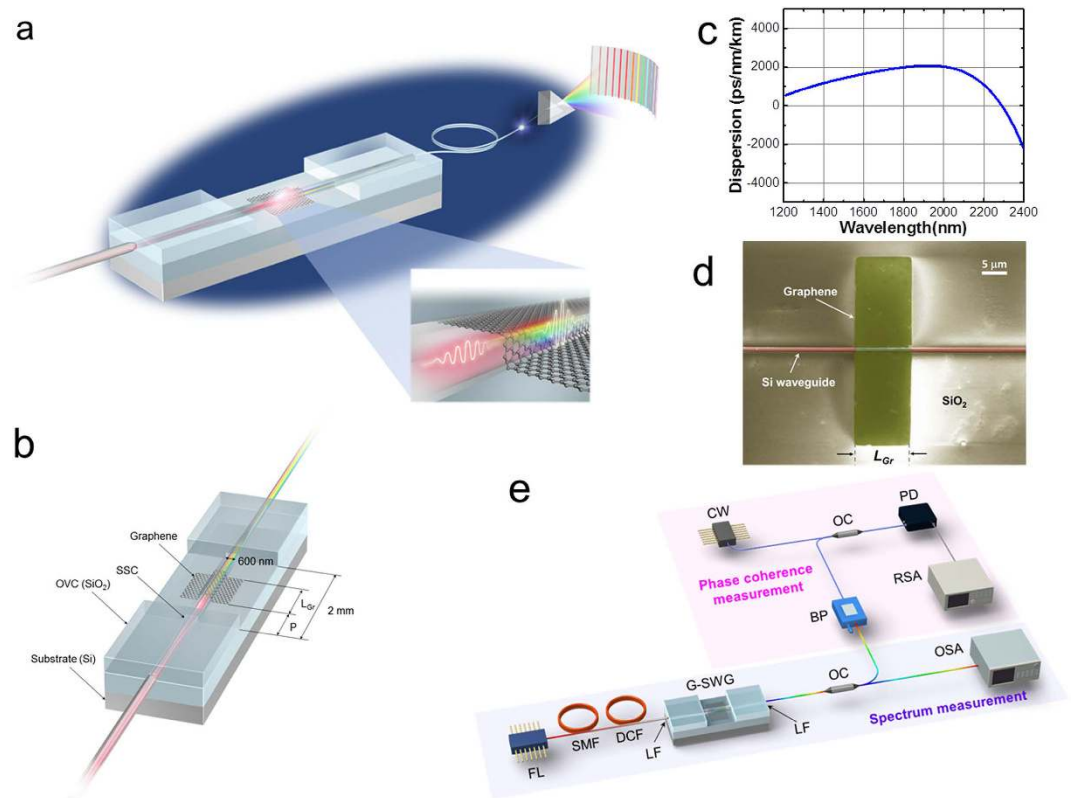 a
b
Graphene
600 nm
SSC
OVC (SiO₂)
L_Gr
2 mm
P
Substrate (Si)
c
Dispersion (ps/nm/km)
4000
2000
0
-2000
-4000
1200 1400 1600 1800 2000 2200 2400
Wavelength(nm)
d
5 μm
Graphene
Si waveguide
SiO₂
L_Gr
e
CW
OC
PD
Phase coherence
measurement
RSA
BP
OSA
G-SWG
OC
Spectrum measurement
SMF
DCF
LF
LF
FL